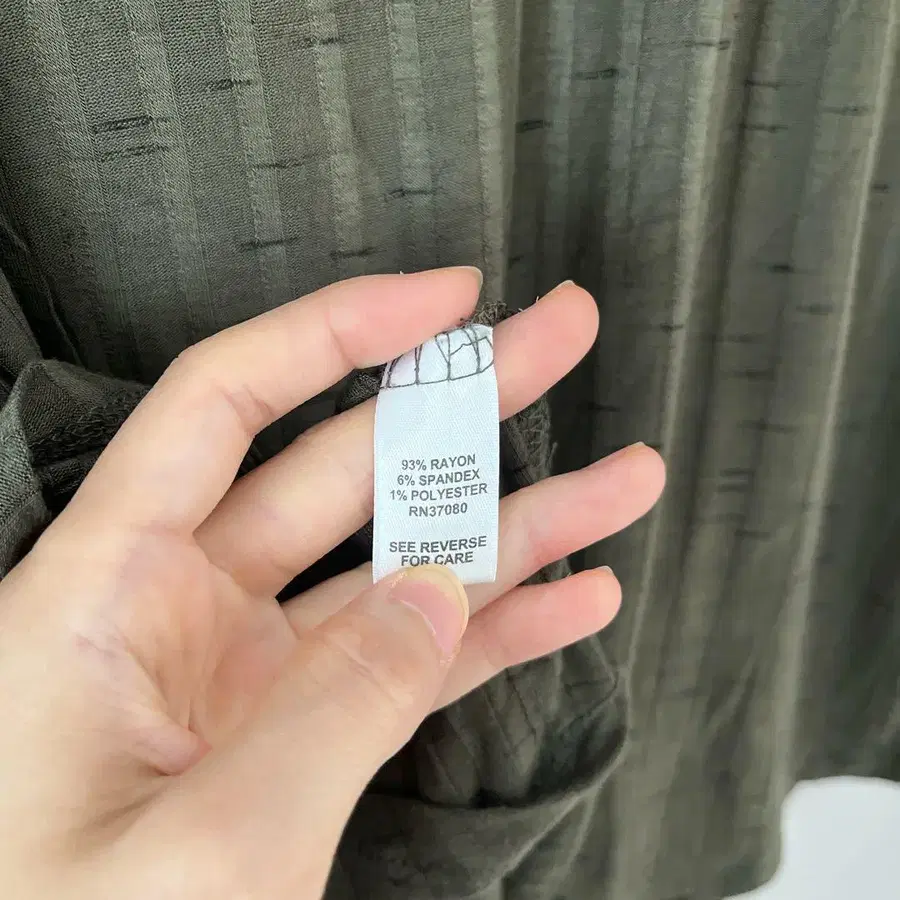 93% RAYON
6% SPANDEX
1% POLYESTER
RN37080
SEE REVERSE
FOR CARE